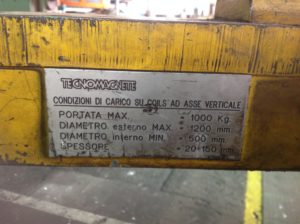 TECNOMAGNETE
CONDIZIONI DI CARICO SU COILS AD ASSE VERTICALE
PORTATA MAX. = 1000 Kg.
DIAMETRO esterno MAX = 1200 mm.
DIAMETRO interno MIN. = 500 mm.
SPESSORE = 20÷150 mm.